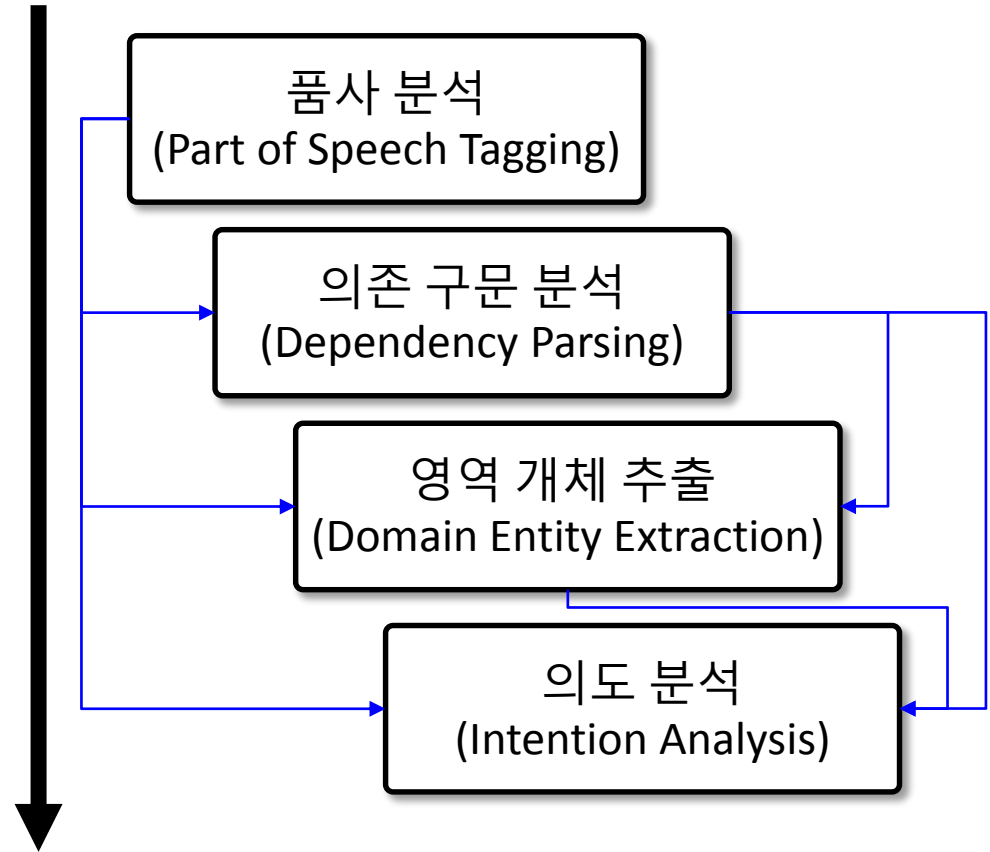 품사 분석
(Part of Speech Tagging)
의존 구문 분석
(Dependency Parsing)
영역 개체 추출
(Domain Entity Extraction)
의도 분석
(Intention Analysis)